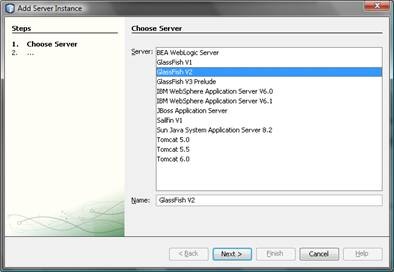 Add Server Instance
Steps
1. Choose Server
2. ...
Choose Server
Server:
BEA WebLogic Server
GlassFish V1
GlassFish V2
GlassFish V3 Prelude
IBM WebSphere Application Server V6.0
IBM WebSphere Application Server V6.1
JBoss Application Server
Sailfin V1
Sun Java System Application Server 8.2
Tomcat 5.0
Tomcat 5.5
Tomcat 6.0
Name: GlassFish V2
< Back Next > Finish Cancel Help